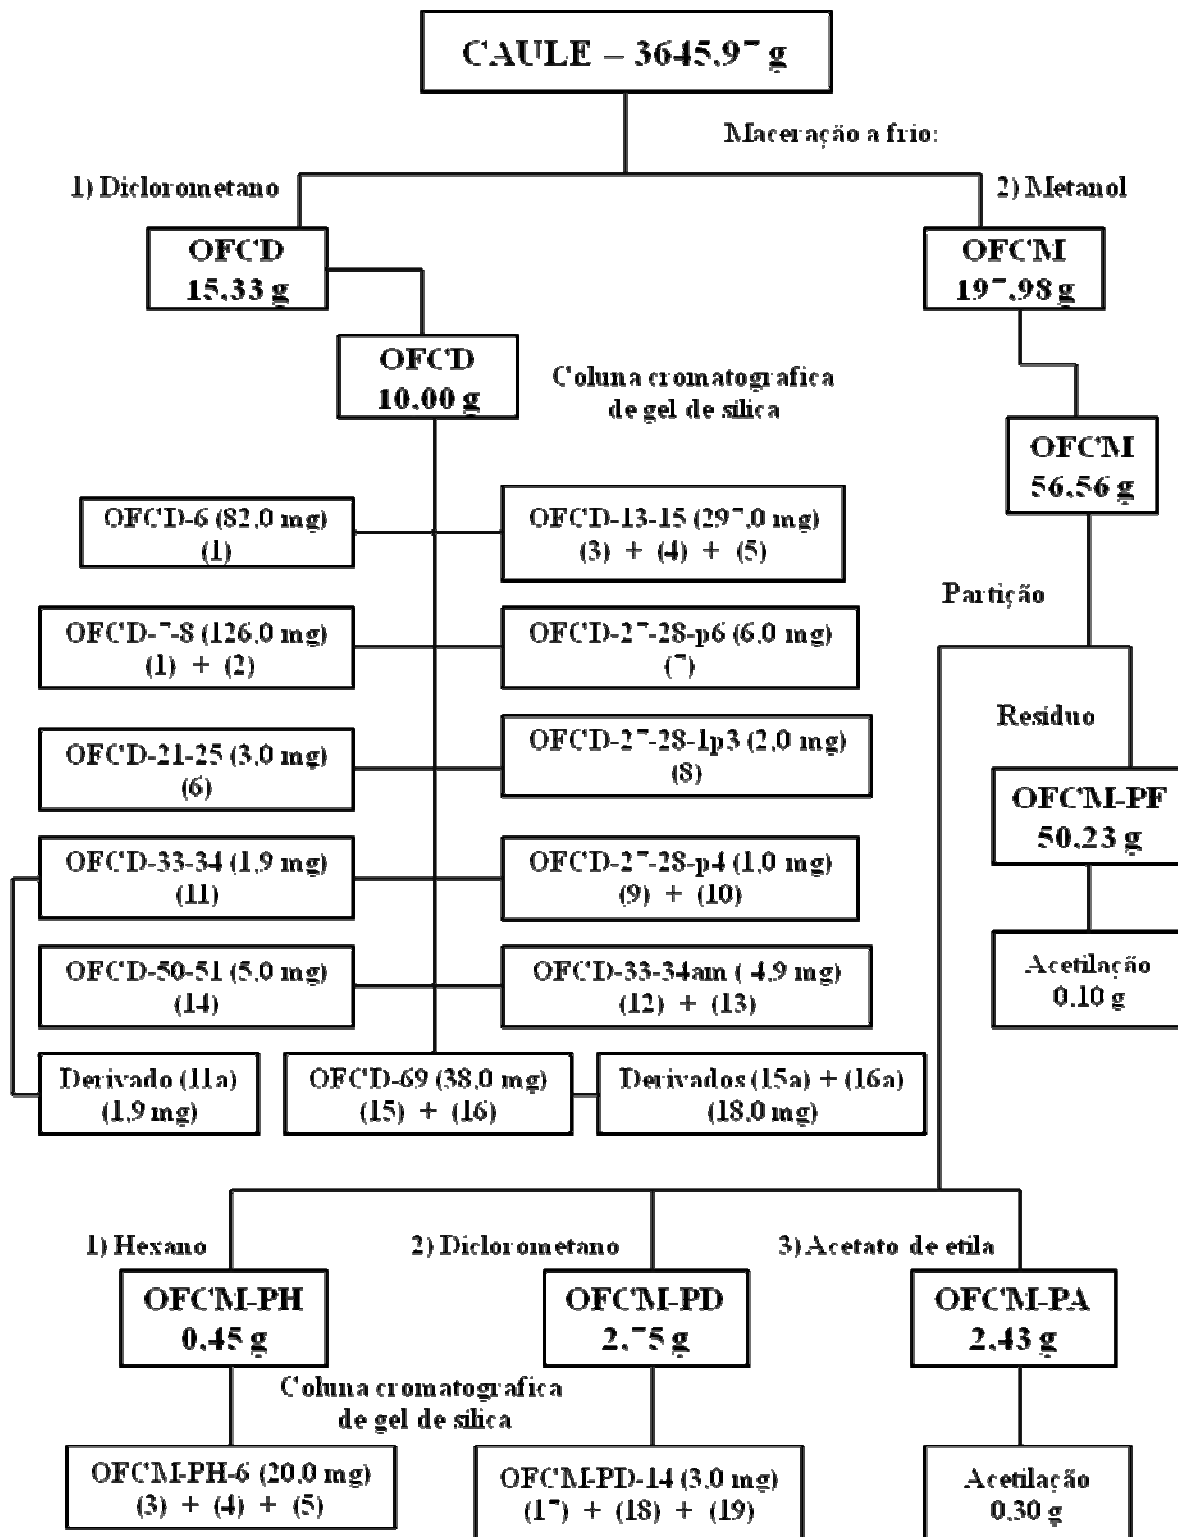 CAULE – 3645,97 g
Maceração a frio:
1) Diclorometano
2) Metanol
OFCD
15,33 g
OFCM
197,98 g
OFCD
10,00 g
Coluna cromatografica
de gel de sílica
OFCM
56,56 g
OFCD-6 (82,0 mg)
(1)
OFCD-13-15 (297,0 mg)
(3) + (4) + (5)
Partição
OFCD-7-8 (126,0 mg)
(1) + (2)
OFCD-27-28-p6 (6,0 mg)
(7)
Resíduo
OFCD-21-25 (3,0 mg)
(6)
OFCD-27-28-1p3 (2,0 mg)
(8)
OFCM-PF
50,23 g
OFCD-33-34 (1,9 mg)
(11)
OFCD-27-28-p4 (1,0 mg)
(9) + (10)
OFCD-50-51 (5,0 mg)
(14)
OFCD-33-34am ( 4,9 mg)
(12) + (13)
Acetilação
0,10 g
Derivado (11a)
(1,9 mg)
OFCD-69 (38,0 mg)
(15) + (16)
Derivados (15a) + (16a)
(18,0 mg)
1) Hexano
2) Diclorometano
3) Acetato de etila
OFCM-PH
0,45 g
OFCM-PD
2,75 g
OFCM-PA
2,43 g
Coluna cromatografica
de gel de sílica
OFCM-PH-6 (20,0 mg)
(3) + (4) + (5)
OFCM-PD-14 (3,0 mg)
(17) + (18) + (19)
Acetilação
0,30 g